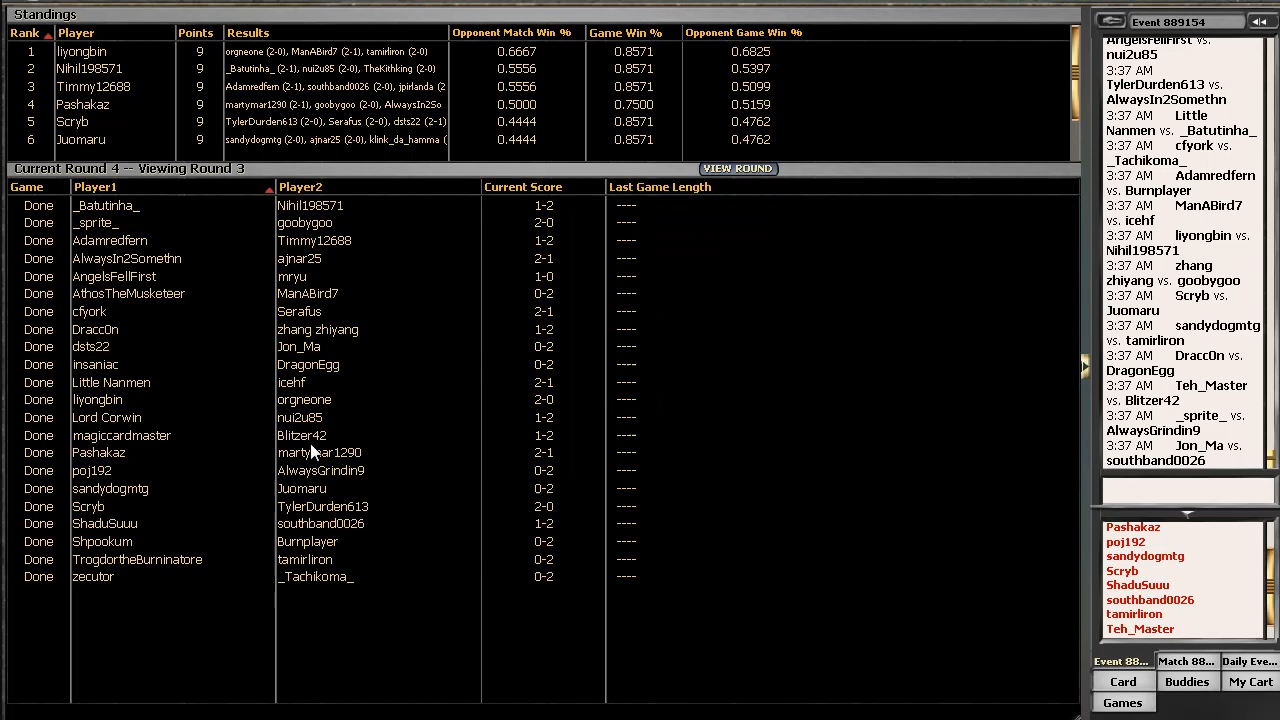 Standings
Rank Player Points Results Opponent Match Win % Game Win % Opponent Game Win %
1 liyongbin 9 orgneone (2-0), ManABird7 (2-1), tamirliron (2-0) 0.6667 0.8571 0.6825
2 Nihil198571 9 _Batutinha_ (2-1), nui2u85 (2-0), TheKithking (2-0) 0.5556 0.8571 0.5397
3 Timmy12688 9 Adamredfern (2-1), southband0026 (2-0), jpirlanda (2 0.5556 0.8571 0.5099
4 Pashakaz 9 martymar1290 (2-1), goobygoo (2-0), AlwaysIn2So 0.5000 0.7500 0.5159
5 Scryb 9 TylerDurden613 (2-0), Serafus (2-0), dsts22 (2-1) 0.4444 0.8571 0.4762
6 Juomaru 9 sandydogmtg (2-0), ajnar25 (2-0), klink_da_hamma ( 0.4444 0.8571 0.4762
Current Round 4 -- Viewing Round 3 VIEW ROUND
Game Player1 Player2 Current Score Last Game Length
Done _Batutinha_ Nihil198571 1-2 ----
Done _sprite_ goobygoo 2-0 ----
Done Adamredfern Timmy12688 1-2 ----
Done AlwaysIn2Somethn ajnar25 2-1 ----
Done AngelsFellFirst mryu 1-0 ----
Done AthosTheMusketeer ManABird7 0-2 ----
Done cfyork Serafus 2-1 ----
Done Dracc0n zhang zhiyang 1-2 ----
Done dsts22 Jon_Ma 0-2 ----
Done insaniac DragonEgg 0-2 ----
Done Little Nanmen icehf 2-1 ----
Done liyongbin orgneone 2-0 ----
Done Lord Corwin nui2u85 1-2 ----
Done magiccardmaster Blitzer42 1-2 ----
Done Pashakaz martymar1290 2-1 ----
Done poj192 AlwaysGrindin9 0-2 ----
Done sandydogmtg Juomaru 0-2 ----
Done Scryb TylerDurden613 2-0 ----
Done ShaduSuuu southband0026 1-2 ----
Done Shpookum Burnplayer 0-2 ----
Done TrogdortheBurninatore tamirliron 0-2 ----
Done zecutor _Tachikoma_ 0-2 ----
Event 889154
AngelsFellFirst vs.
nui2u85
3:37 AM
TylerDurden613 vs.
AlwaysIn2Somethn
3:37 AM Little
Nanmen vs. _Batutinha_
3:37 AM cfyork vs.
_Tachikoma_
3:37 AM Adamredfern
vs. Burnplayer
3:37 AM ManABird7
vs. icehf
3:37 AM liyongbin vs.
Nihil198571
3:37 AM zhang
zhiyang vs. goobygoo
3:37 AM Scryb vs.
Juomaru
3:37 AM sandydogmtg
vs. tamirliron
3:37 AM Dracc0n vs.
DragonEgg
3:37 AM Teh_Master
vs. Blitzer42
3:37 AM _sprite_ vs.
AlwaysGrindin9
3:37 AM Jon_Ma vs.
southband0026
Pashakaz
poj192
sandydogmtg
Scryb
ShaduSuuu
southband0026
tamirliron
Teh_Master
Event 88... Match 88... Daily Eve...
Card Buddies My Cart
Games